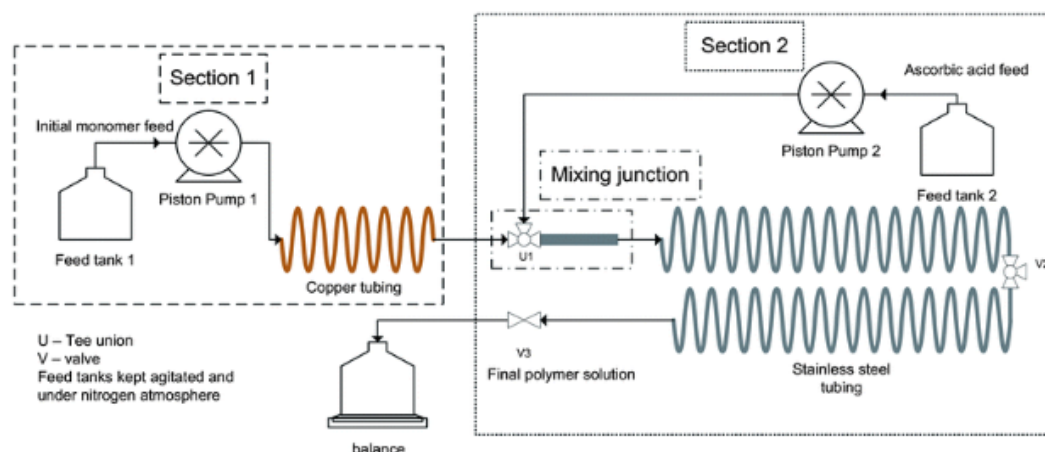 Section 1
Initial monomer feed
Piston Pump 1
Feed tank 1
Copper tubing
Section 2
Ascorbic acid feed
Piston Pump 2
Feed tank 2
Mixing junction
U1
V2
V3
Final polymer solution
Stainless steel
tubing
balance
U – Tee union
V – valve
Feed tanks kept agitated and
under nitrogen atmosphere